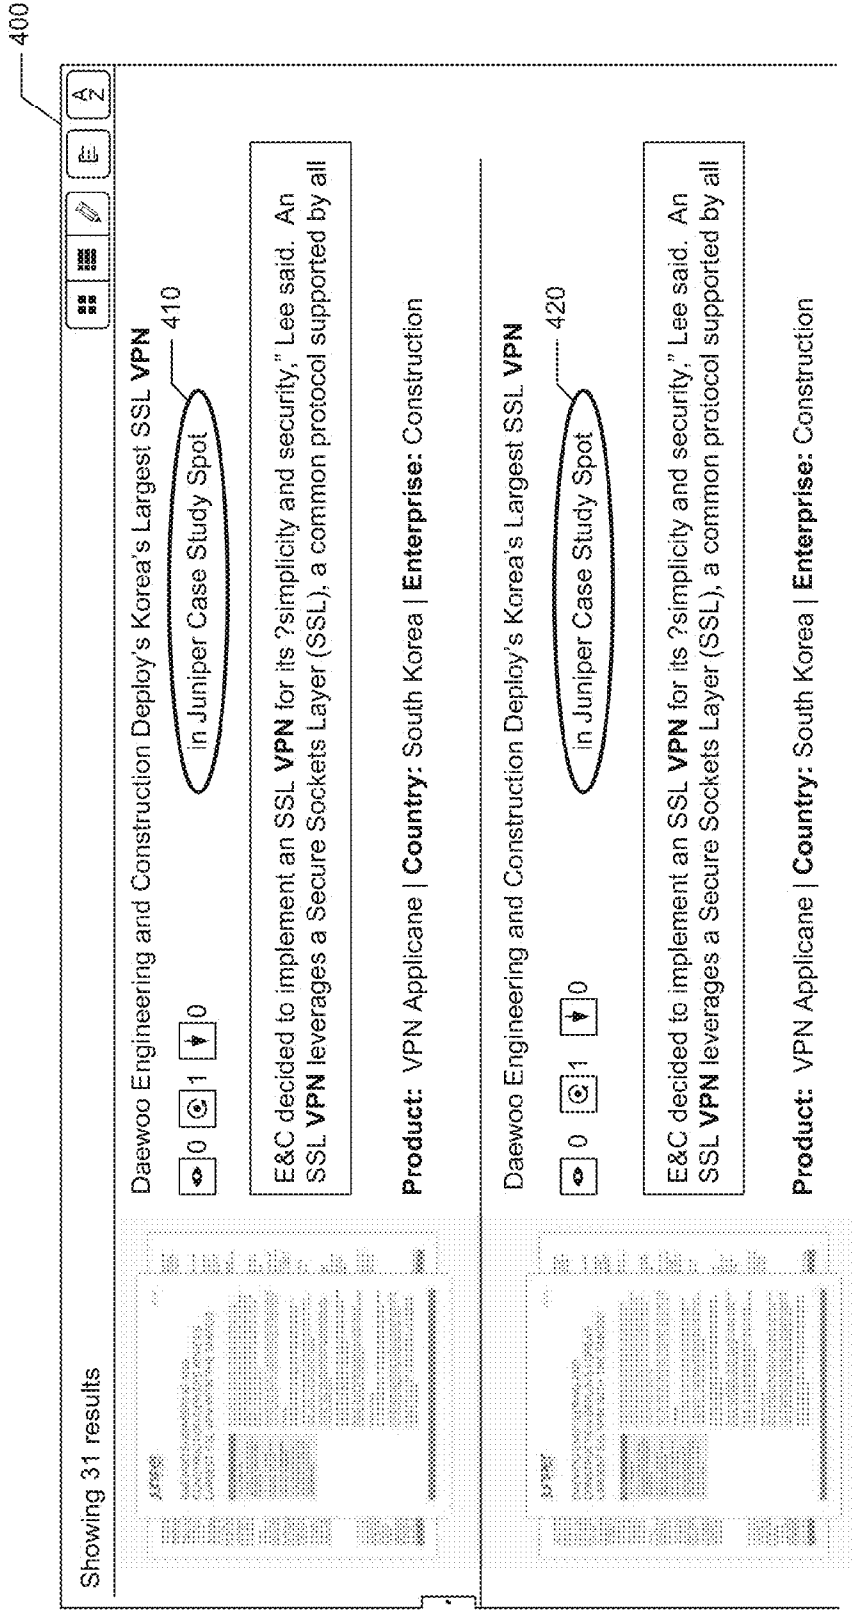 400
Showing 31 results
A
Z
Daewoo Engineering and Construction Deploy's Korea's Largest SSL VPN
0 1 0
in Juniper Case Study Spot
410
E&C decided to implement an SSL VPN for its ?simplicity and security," Lee said. An
SSL VPN leverages a Secure Sockets Layer (SSL), a common protocol supported by all
Product: VPN Applicane | Country: South Korea | Enterprise: Construction
Daewoo Engineering and Construction Deploy's Korea's Largest SSL VPN
0 1 0
in Juniper Case Study Spot
420
E&C decided to implement an SSL VPN for its ?simplicity and security," Lee said. An
SSL VPN leverages a Secure Sockets Layer (SSL), a common protocol supported by all
Product: VPN Applicane | Country: South Korea | Enterprise: Construction